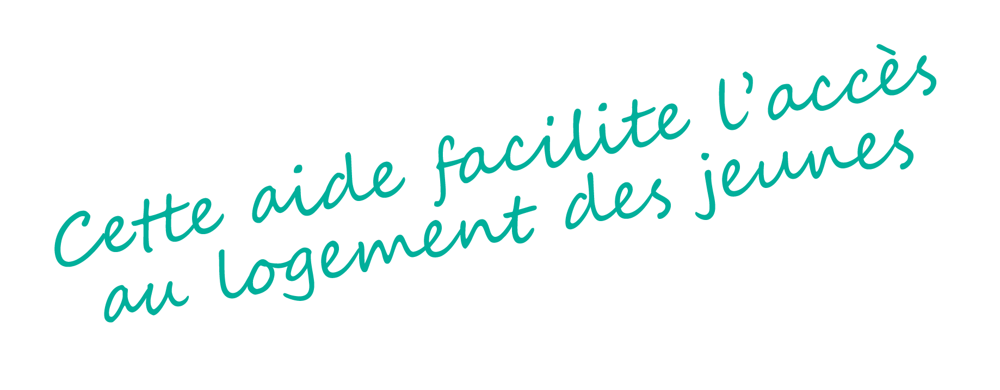 Cette aide facilite l’accès
au logement des jeunes